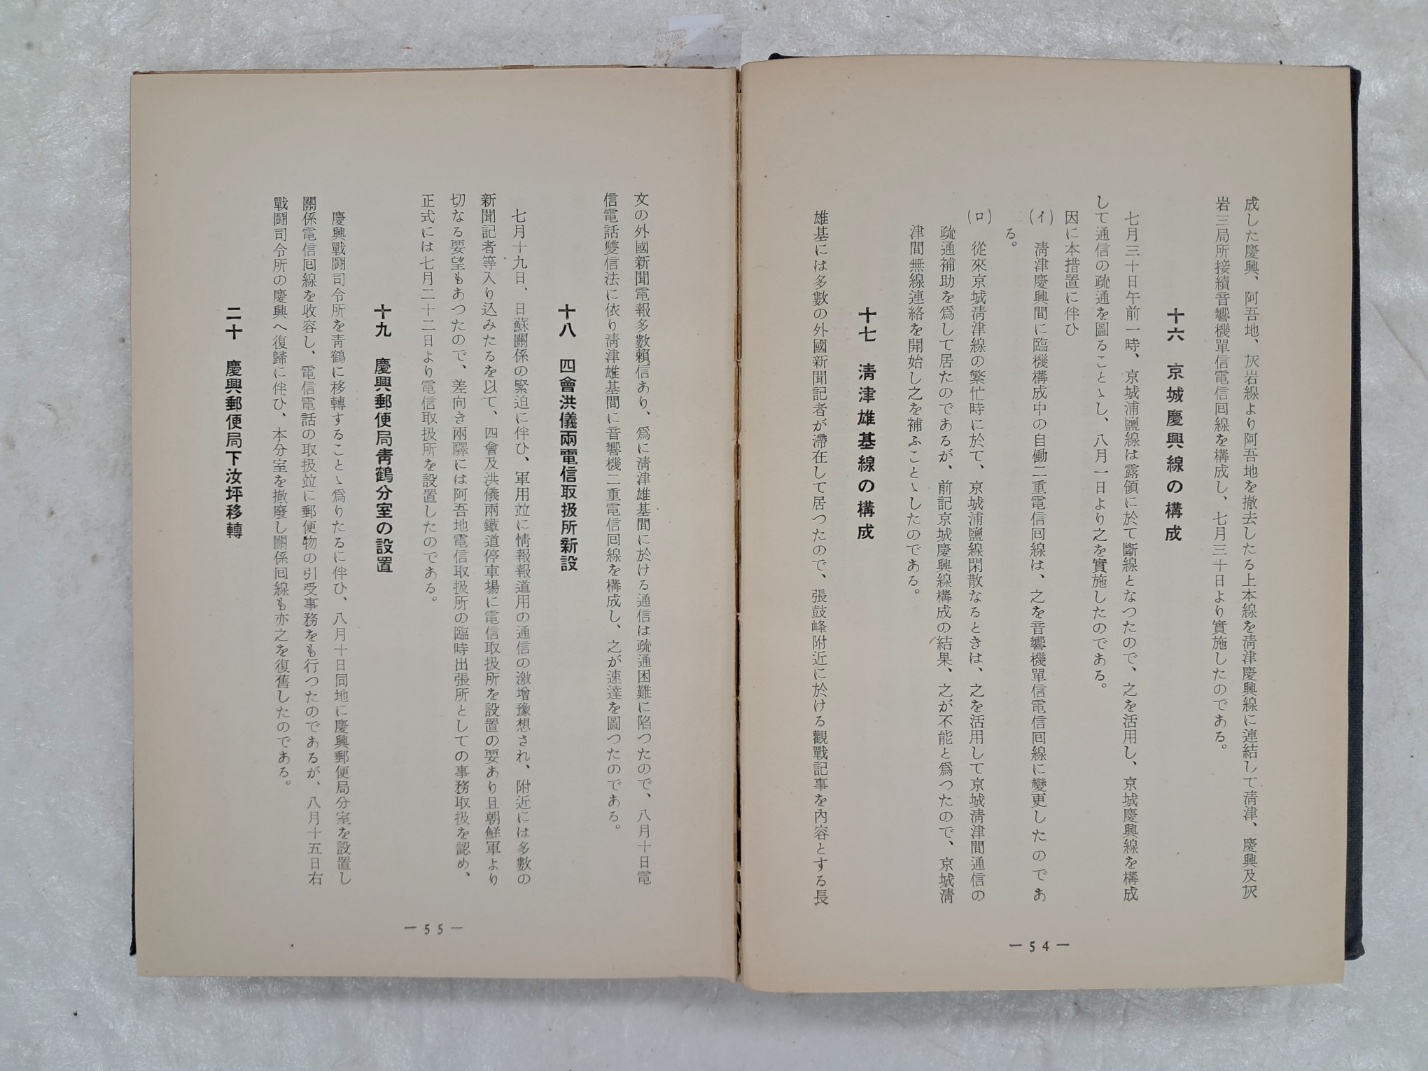 成した慶興、阿吾地、灰岩線より阿吾地を撤去したる上本線を淸津慶興線に連結して淸津、慶興及灰
岩三局所接續音響機單信電信回線を構成し、七月三十日より實施したのである。
十六　京城慶興線の構成
七月三十日午前一時、京城浦鹽線は露領に於て斷線となつたので、之を活用し、京城慶興線を構成
して通信の疏通を圖ることゝし、八月一日より之を實施したのである。
因に本措置に伴ひ
(イ)　淸津慶興間に臨機構成中の自働二重電信回線は、之を音響機單信電信回線に變更したのであ
る。
(ロ)　從來京城淸津線の繁忙時に於て、京城浦鹽線閑散なるときは、之を活用して京城淸津間通信の
疏通補助を爲して居たのであるが、前記京城慶興線構成の結果、之が不能と爲つたので、京城淸
津間無線連絡を開始し之を補ふことゝしたのである。
十七　淸津雄基線の構成
雄基には多數の外國新聞記者が滯在して居つたので、張鼓峰附近に於ける觀戰記事を內容とする長
－54－
文の外國新聞電報多數賴信あり、爲に淸津雄基間に於ける通信は疏通困難に陷つたので、八月十日電
信電話雙信法に依り淸津雄基間に音響機二重電信回線を構成し、之が速達を圖つたのである。
十八　四會洪儀兩電信取扱所新設
七月十九日、日蘇關係の緊迫に伴ひ、軍用竝に情報報道用の通信の激增豫想され、附近には多數の
新聞記者等入り込みたるを以て、四會及洪儀兩鐵道停車場に電信取扱所を設置の要あり且朝鮮軍より
切なる要望もあつたので、差向き兩驛には阿吾地電信取扱所の臨時出張所としての事務取扱を認め、
正式には七月二十二日より電信取扱所を設置したのである。
十九　慶興郵便局靑鶴分室の設置
慶興戰鬪司令所を靑鶴に移轉することゝ爲りたるに伴ひ、八月十日同地に慶興郵便局分室を設置し
關係電信回線を收容し、電信電話の取扱竝に郵便物の引受事務をも行つたのであるが、八月十五日右
戰鬪司令所の慶興へ復歸に伴ひ、本分室を撤廢し關係回線も亦之を復舊したのである。
二十　慶興郵便局下汝坪移轉
－55－